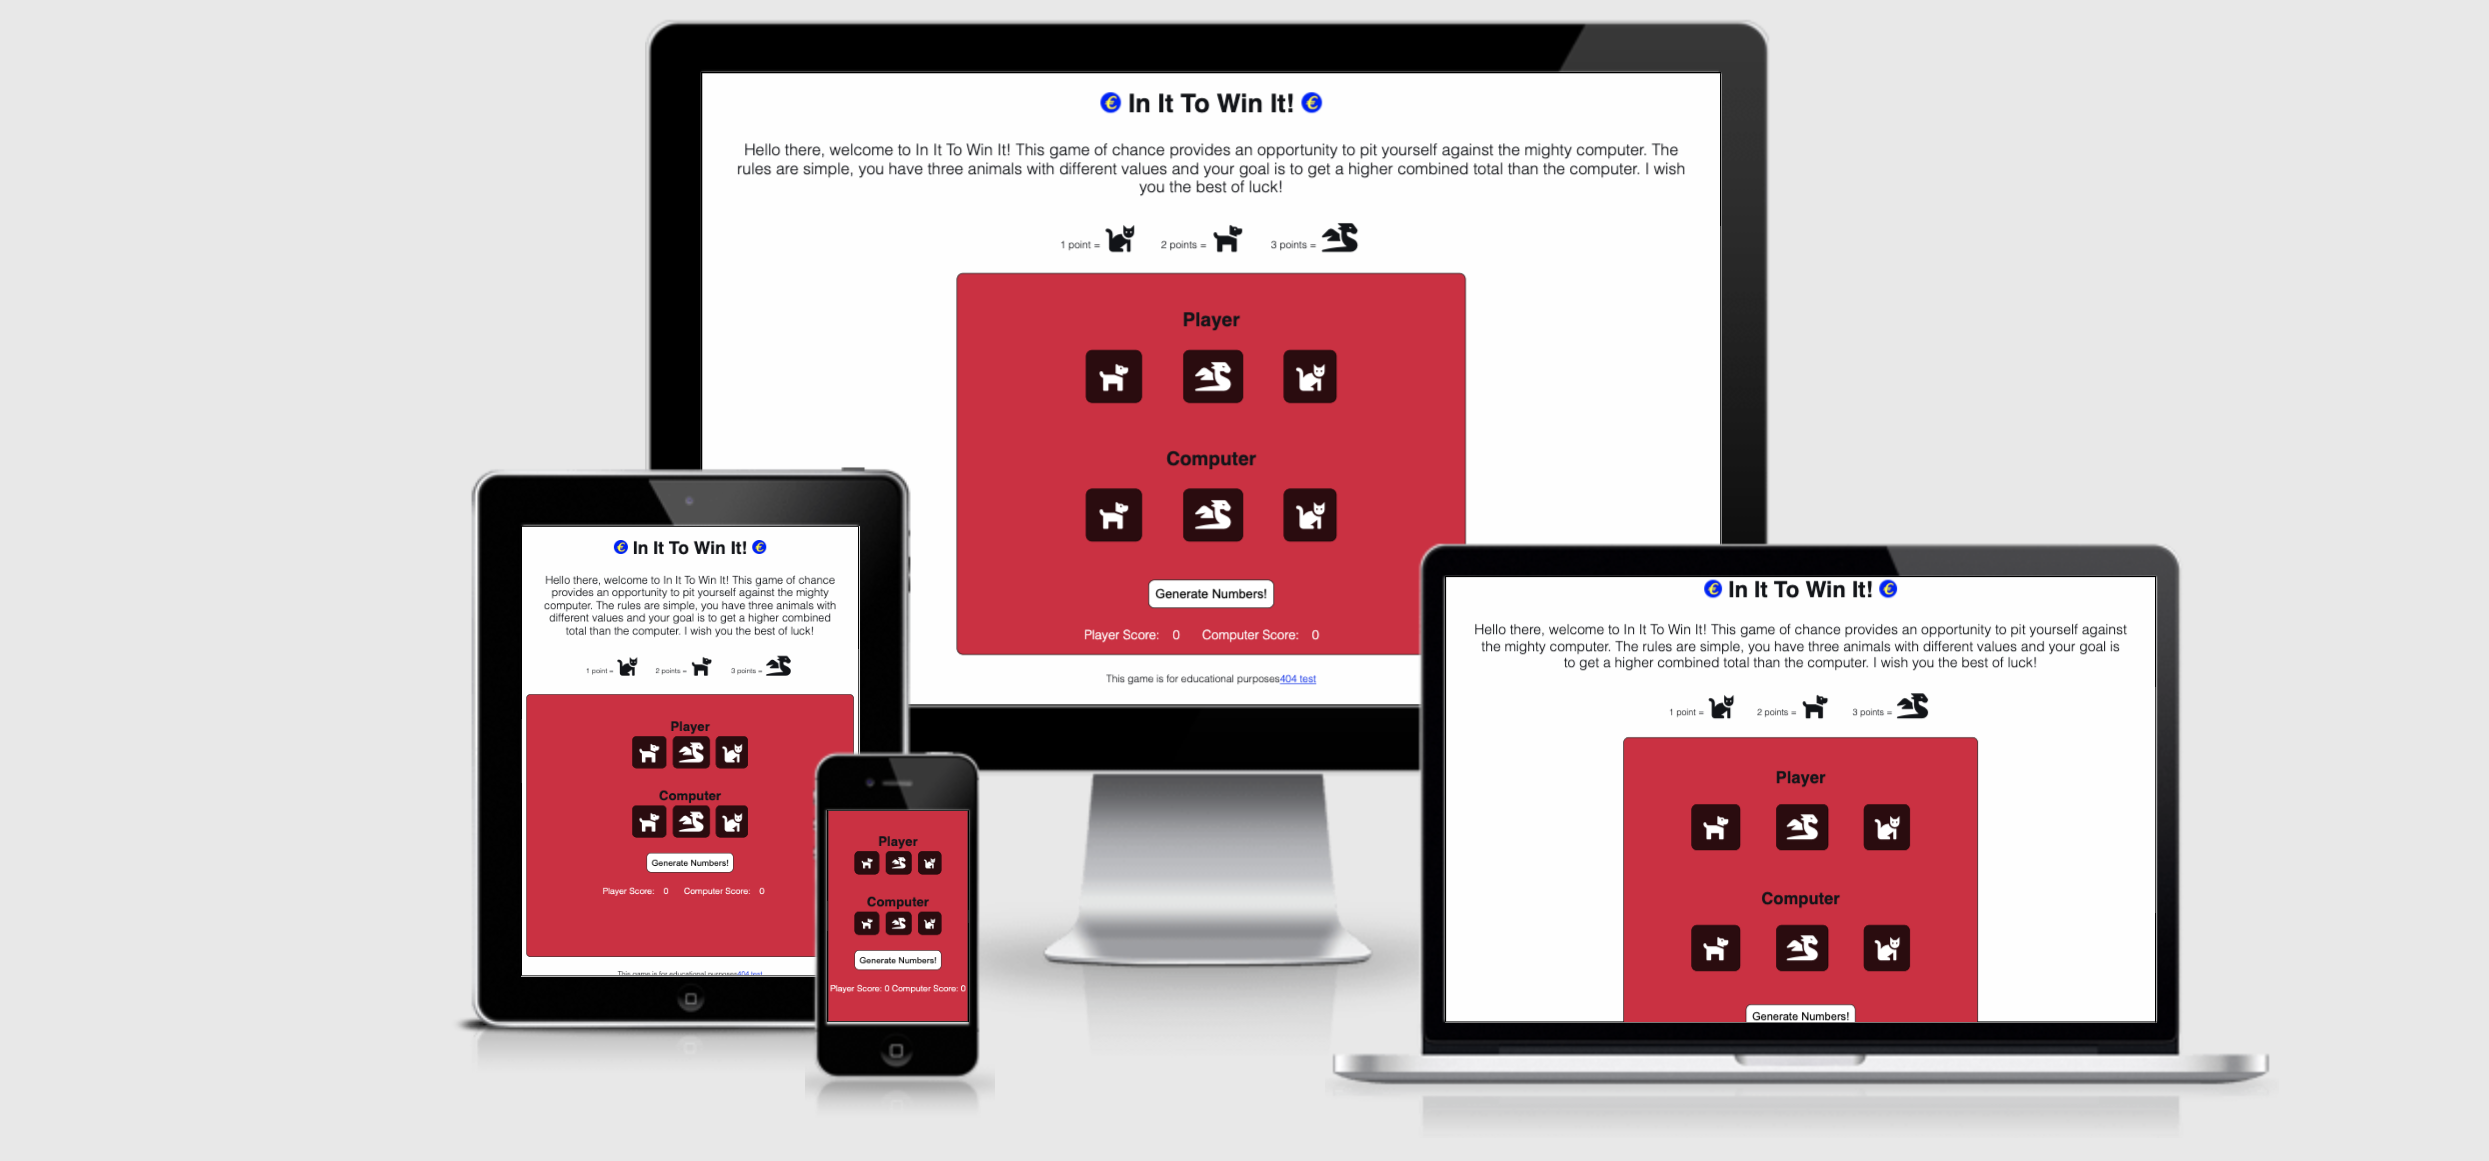 € In It To Win It! €
Hello there, welcome to In It To Win It! This game of chance provides an opportunity to pit yourself against the mighty computer. The
rules are simple, you have three animals with different values and your goal is to get a higher combined total than the computer. I wish
you the best of luck!
1 point = 2 points = 3 points =
Player
Computer
Generate Numbers!
Player Score: 0 Computer Score: 0
This game is for educational purposes404 test
€ In It To Win It! €
Hello there, welcome to In It To Win It! This game of chance
provides an opportunity to pit yourself against the mighty
computer. The rules are simple, you have three animals with
different values and your goal is to get a higher combined
total than the computer. I wish you the best of luck!
1 point = 2 points = 3 points =
Player
Computer
Generate Numbers!
Player Score: 0 Computer Score: 0
This game is for educational purposes404 test
Player
Computer
Generate Numbers!
Player Score: 0 Computer Score: 0
€ In It To Win It! €
Hello there, welcome to In It To Win It! This game of chance provides an opportunity to pit yourself against
the mighty computer. The rules are simple, you have three animals with different values and your goal is
to get a higher combined total than the computer. I wish you the best of luck!
1 point = 2 points = 3 points =
Player
Computer
Generate Numbers!